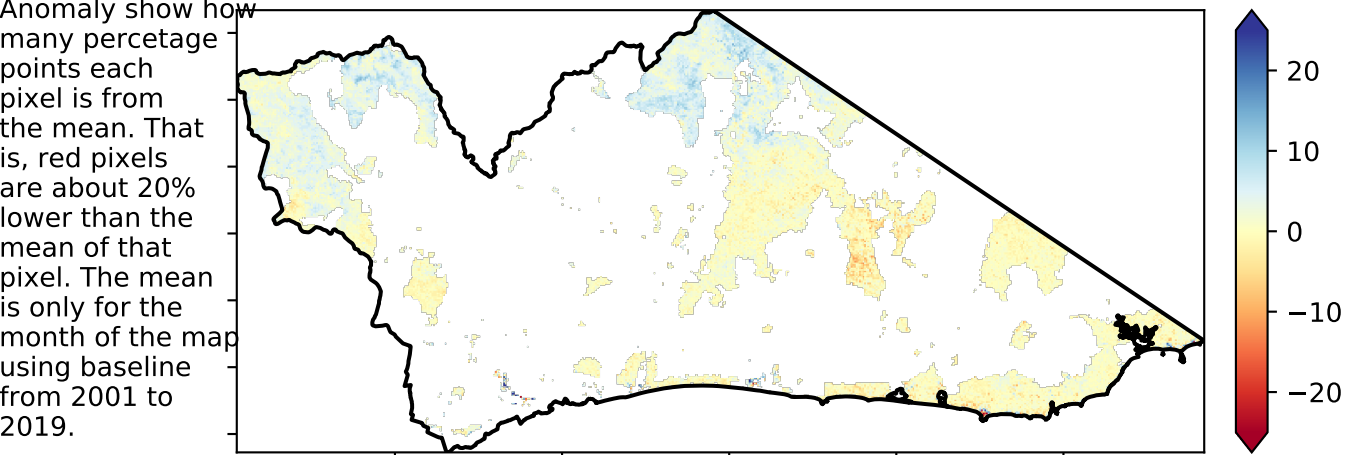 Anomaly show how
many percetage
points each
pixel is from
the mean. That
is, red pixels
are about 20%
lower than the
mean of that
pixel. The mean
is only for the
month of the map
using baseline
from 2001 to
2019.
20
10
0
−10
−20